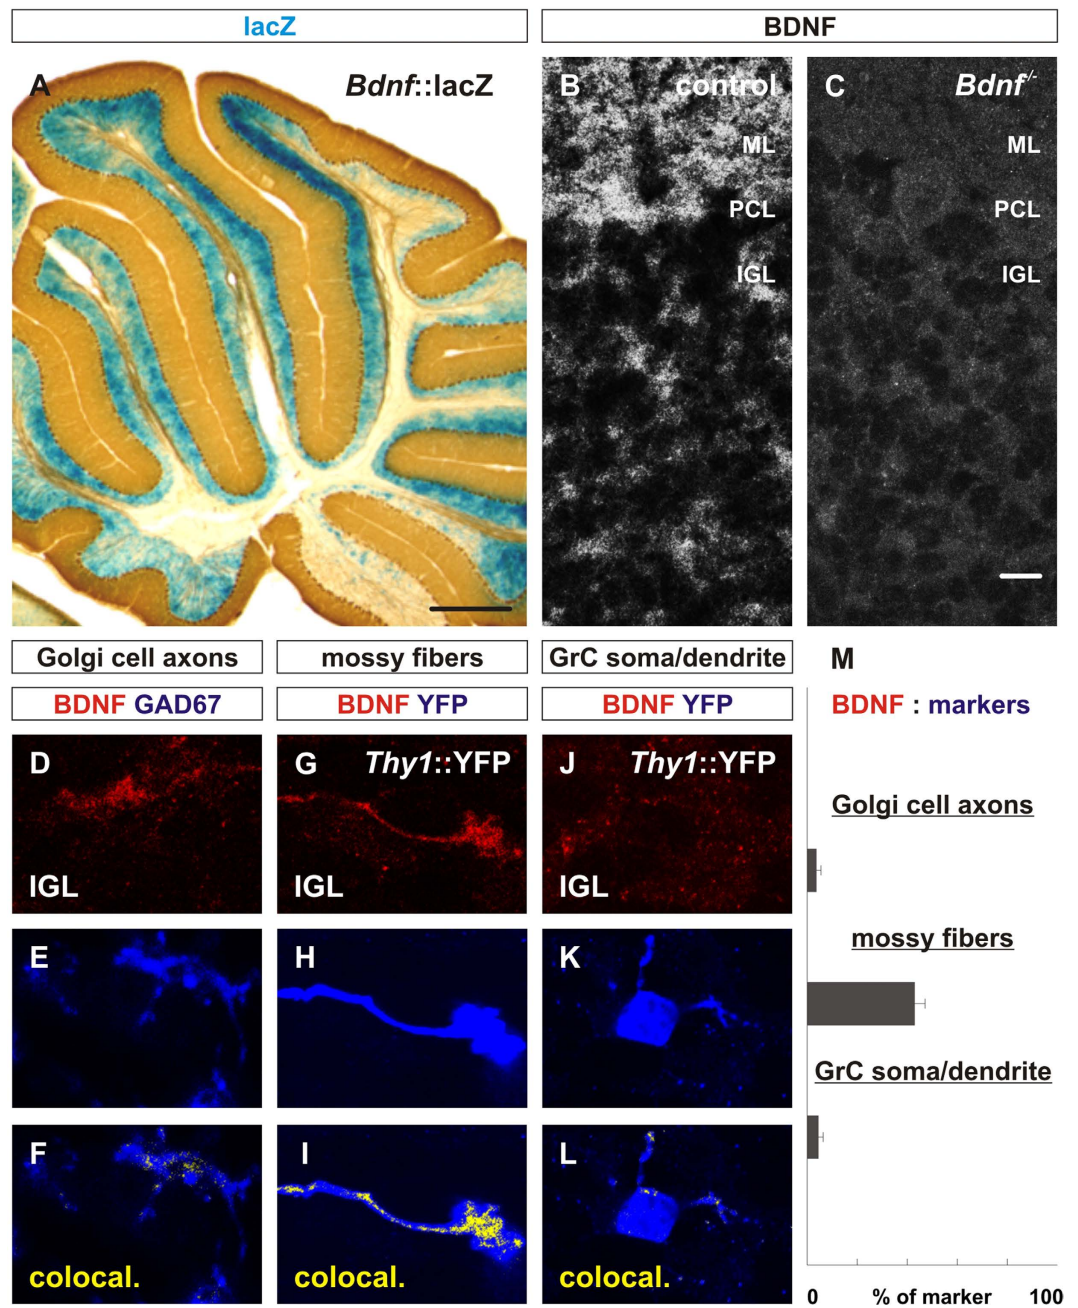 lacZ
BDNF
A
Bdnf::lacZ
B
control
ML
PCL
IGL
C
Bdnf-/-
ML
PCL
IGL
Golgi cell axons
mossy fibers
GrC soma/dendrite
M
BDNF GAD67
BDNF YFP
BDNF YFP
BDNF : markers
D
IGL
G
Thy1::YFP
IGL
J
Thy1::YFP
IGL
Golgi cell axons
mossy fibers
GrC soma/dendrite
E
H
K
F
colocal.
I
colocal.
L
colocal.
0 % of marker 100